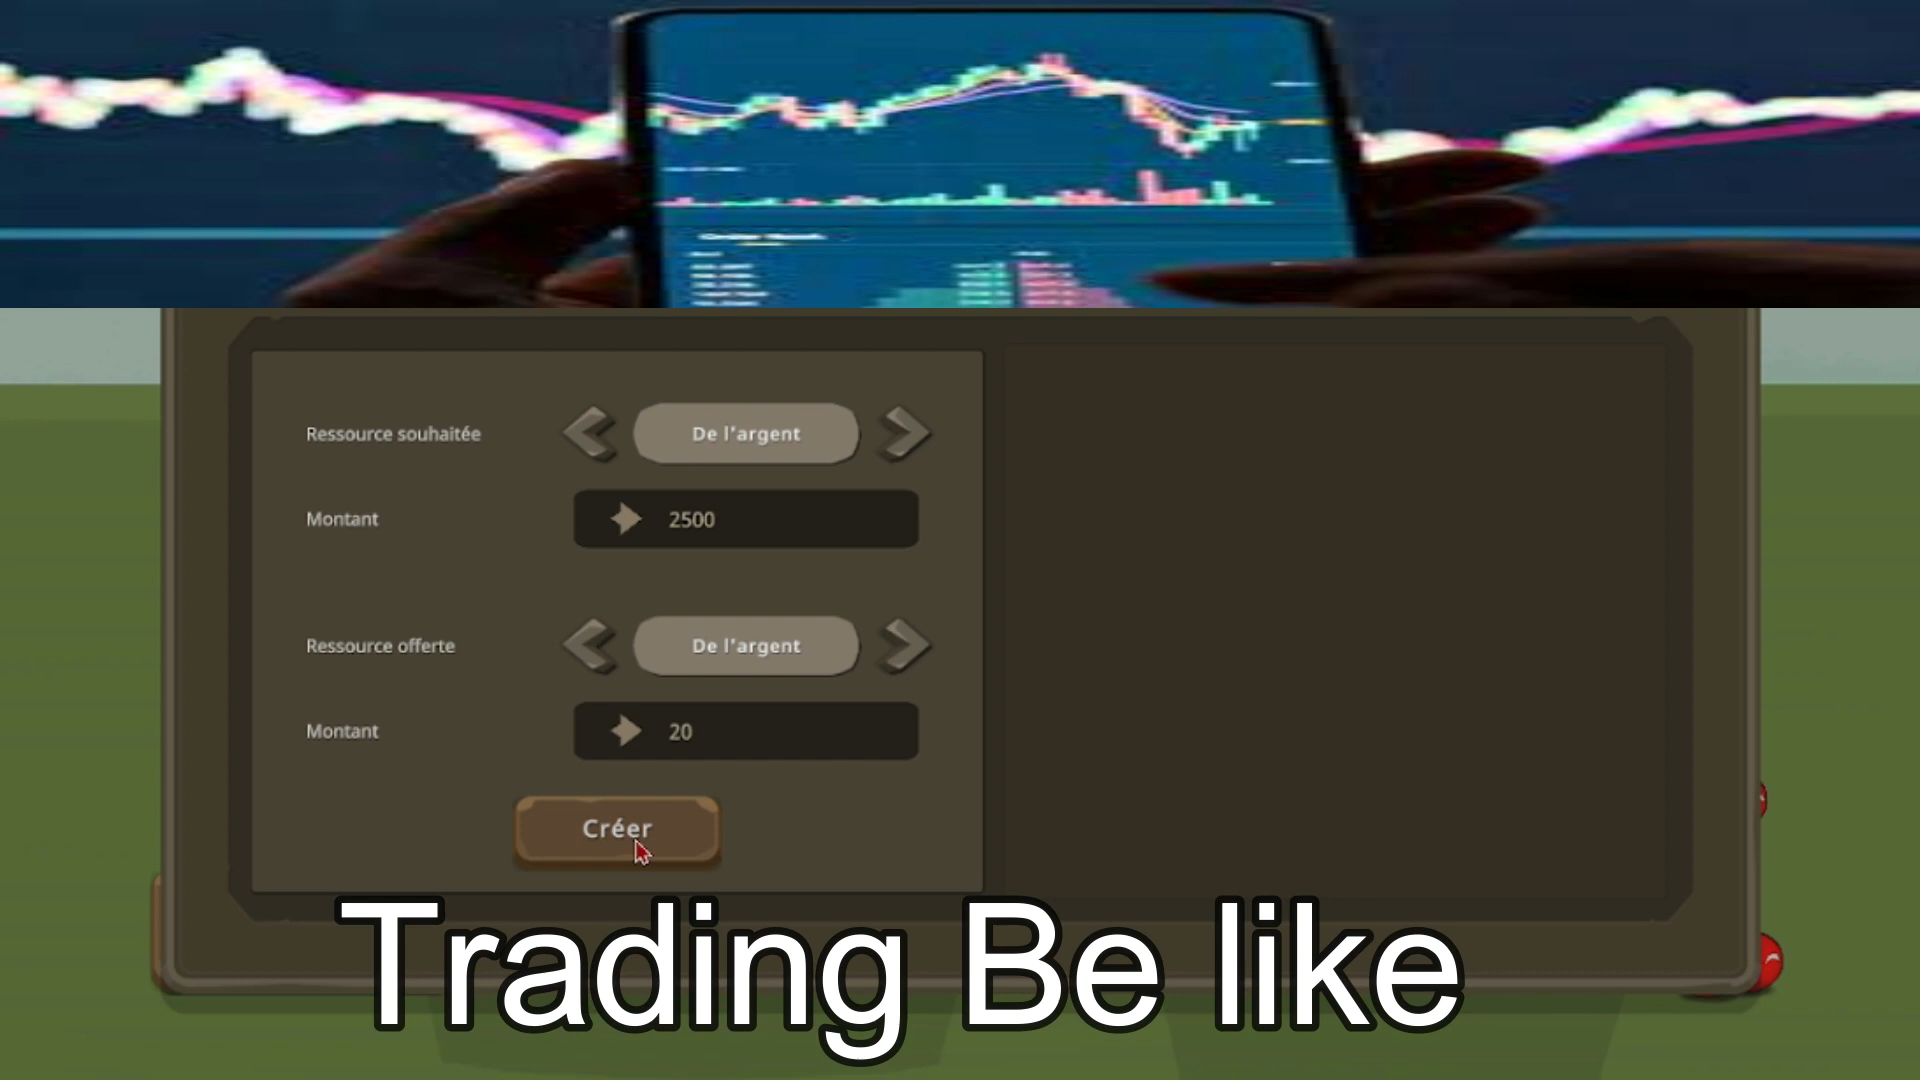 Ressource souhaitée
De l'argent
Montant
2500
Ressource offerte
De l'argent
Montant
20
Créer
Trading Be like